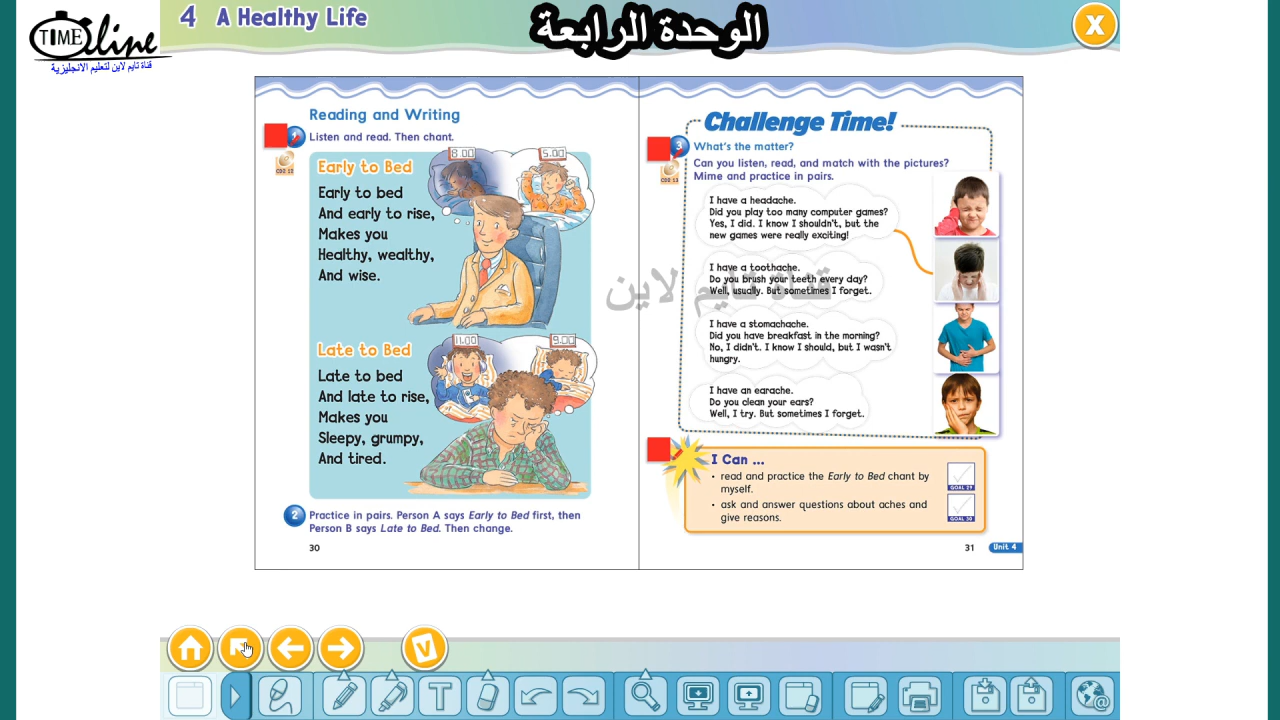 4 A Healthy Life
الوحدة الرابعة
X
TIME line
قناة تايم لاين لتعليم الانجليزية
Reading and Writing
1 Listen and read. Then chant.
CD2 12
Early to Bed
8.00
5.00
Early to bed
And early to rise,
Makes you
Healthy, wealthy,
And wise.
Late to Bed
11.00
9.00
Late to bed
And late to rise,
Makes you
Sleepy, grumpy,
And tired.
2 Practice in pairs. Person A says Early to Bed first, then
Person B says Late to Bed. Then change.
30
Challenge Time!
3 What's the matter?
CD2 13
Can you listen, read, and match with the pictures?
Mime and practice in pairs.
I have a headache.
Did you play too many computer games?
Yes, I did. I know I shouldn't, but the
new games were really exciting!
I have a toothache.
Do you brush your teeth every day?
Well, usually. But sometimes I forget.
قناة تايم لاين
I have a stomachache.
Did you have breakfast in the morning?
No, I didn't. I know I should, but I wasn't
hungry.
I have an earache.
Do you clean your ears?
Well, I try. But sometimes I forget.
I Can ...
• read and practice the Early to Bed chant by
myself.
GOAL 29
• ask and answer questions about aches and
give reasons.
GOAL 30
31 Unit 4
V
T
@